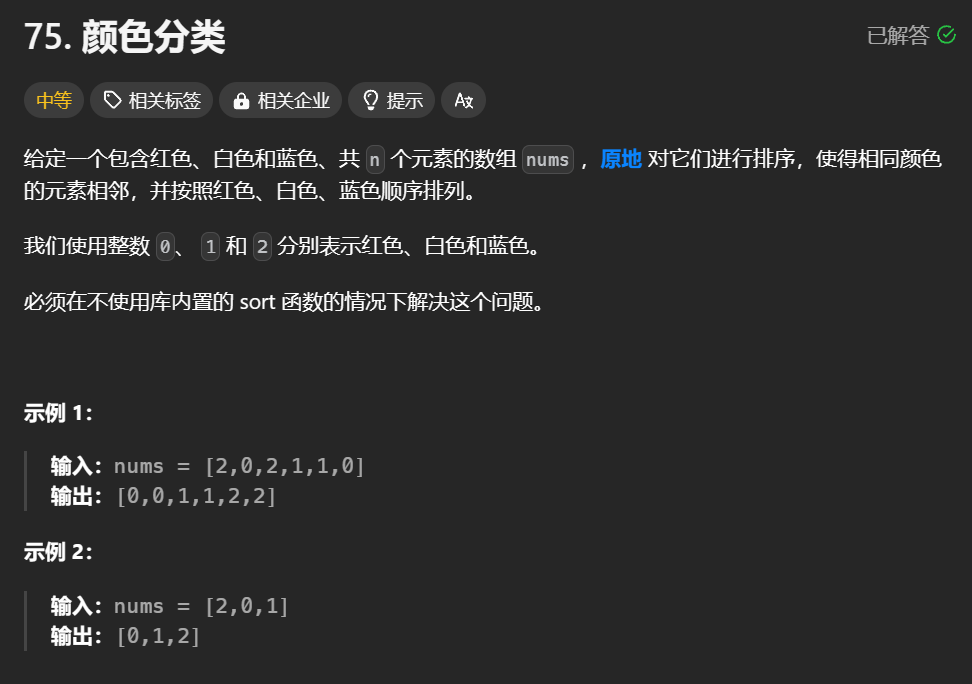 75. 颜色分类
已解答
中等 相关标签 相关企业 提示
给定一个包含红色、白色和蓝色、共 n 个元素的数组 nums ，原地 对它们进行排序，使得相同颜色
的元素相邻，并按照红色、白色、蓝色顺序排列。
我们使用整数 0、 1 和 2 分别表示红色、白色和蓝色。
必须在不使用库内置的 sort 函数的情况下解决这个问题。
示例 1：
输入：nums = [2,0,2,1,1,0]
输出：[0,0,1,1,2,2]
示例 2：
输入：nums = [2,0,1]
输出：[0,1,2]